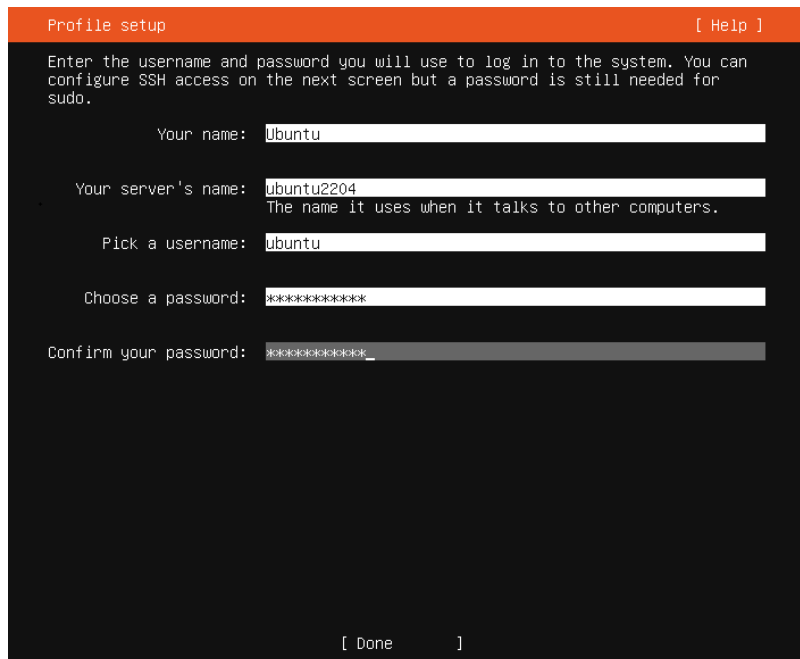 Profile setup [ Help ]
Enter the username and password you will use to log in to the system. You can
configure SSH access on the next screen but a password is still needed for
sudo.
Your name: Ubuntu
Your server's name: ubuntu2204
The name it uses when it talks to other computers.
Pick a username: ubuntu
Choose a password: ***********
Confirm your password: ***********_
[ Done ]